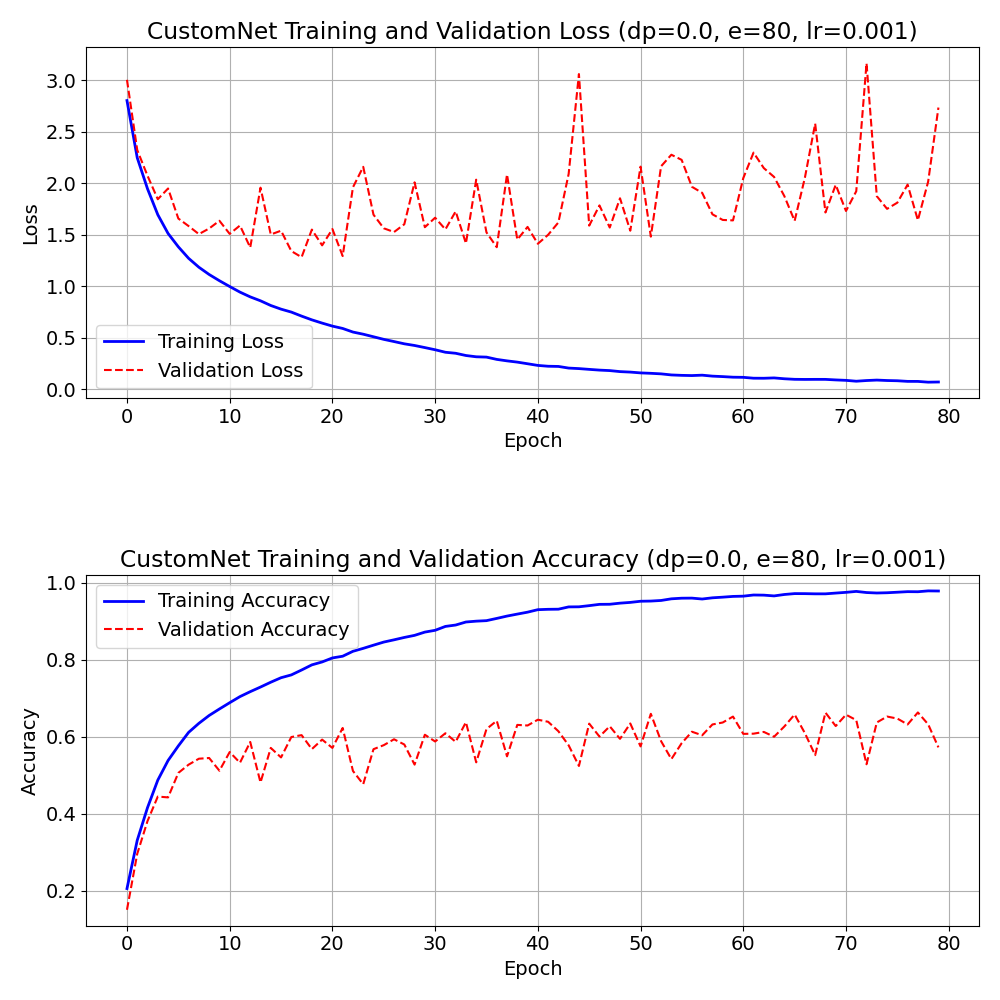 CustomNet Training and Validation Loss (dp=0.0, e=80, lr=0.001)
3.0
2.5
2.0
1.5
1.0
0.5
0.0
Loss
Training Loss
Validation Loss
0 10 20 30 40 50 60 70 80
Epoch
CustomNet Training and Validation Accuracy (dp=0.0, e=80, lr=0.001)
1.0
0.8
0.6
0.4
0.2
Accuracy
Training Accuracy
Validation Accuracy
0 10 20 30 40 50 60 70 80
Epoch